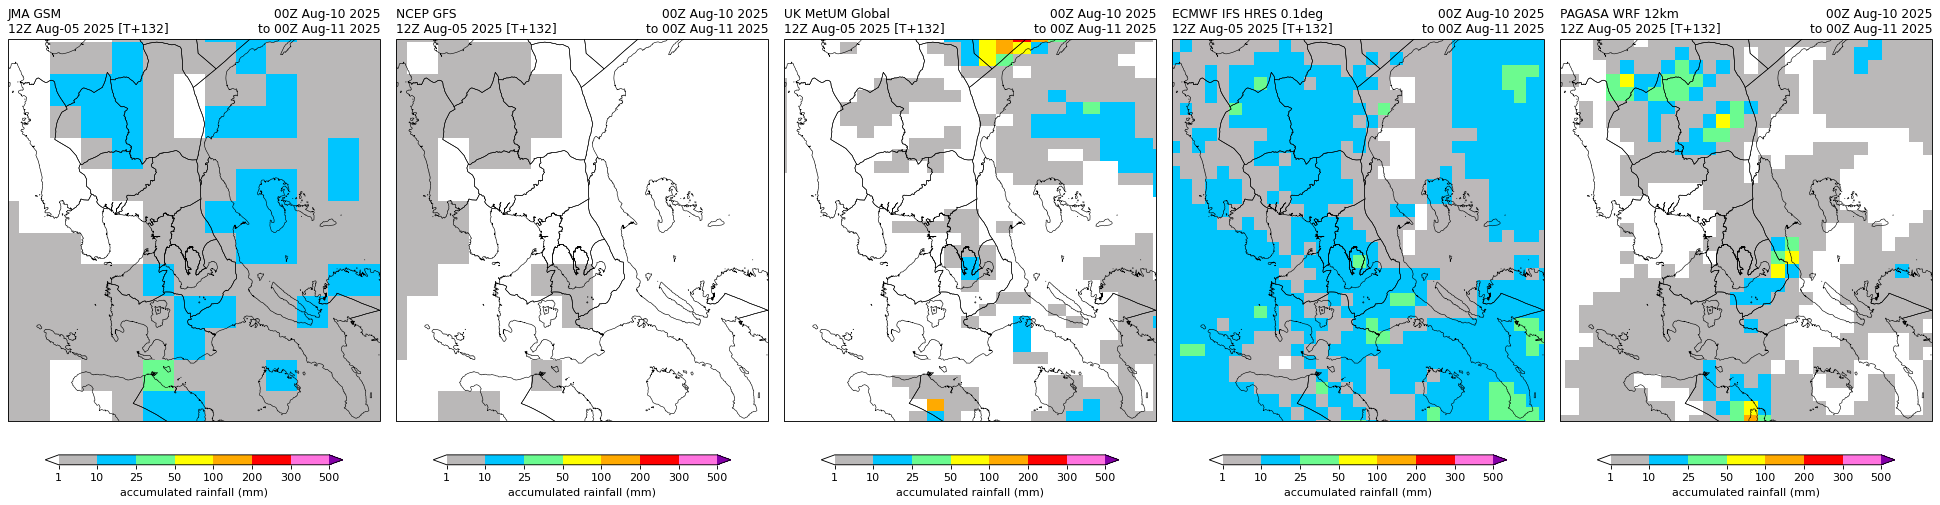 JMA GSM 00Z Aug-10 2025
12Z Aug-05 2025 [T+132] to 00Z Aug-11 2025
1 10 25 50 100 200 300 500
accumulated rainfall (mm)
NCEP GFS 00Z Aug-10 2025
12Z Aug-05 2025 [T+132] to 00Z Aug-11 2025
1 10 25 50 100 200 300 500
accumulated rainfall (mm)
UK MetUM Global 00Z Aug-10 2025
12Z Aug-05 2025 [T+132] to 00Z Aug-11 2025
1 10 25 50 100 200 300 500
accumulated rainfall (mm)
ECMWF IFS HRES 0.1deg 00Z Aug-10 2025
12Z Aug-05 2025 [T+132] to 00Z Aug-11 2025
1 10 25 50 100 200 300 500
accumulated rainfall (mm)
PAGASA WRF 12km 00Z Aug-10 2025
12Z Aug-05 2025 [T+132] to 00Z Aug-11 2025
1 10 25 50 100 200 300 500
accumulated rainfall (mm)